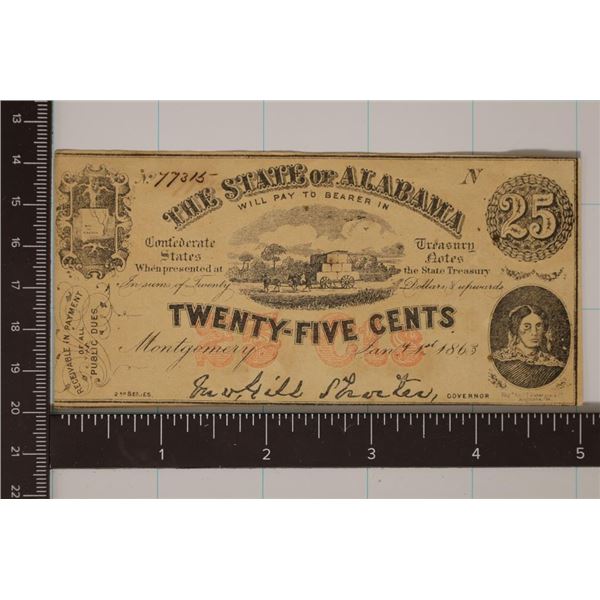 No. 77315
N
THE STATE OF ALABAMA
WILL PAY TO BEARER IN
25
Confederate States
Treasury Notes
When presented at
the State Treasury
In sums of Twenty
Dollars & upwards
TWENTY-FIVE CENTS
25 CTS
Montgomery
Jany. 1st 1863
RECEIVABLE IN PAYMENT
OF ALL
PUBLIC DUES.
2ND SERIES.
Jno. Gill Shorter,
GOVERNOR
13
14
15
16
17
18
19
20
21
22
1 2 3 4 5